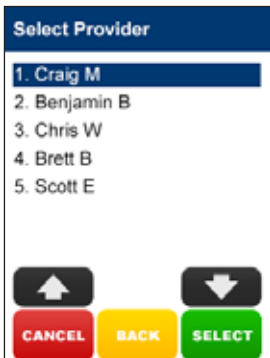 Select Provider
1. Craig M
2. Benjamin B
3. Chris W
4. Brett B
5. Scott E
CANCEL BACK SELECT